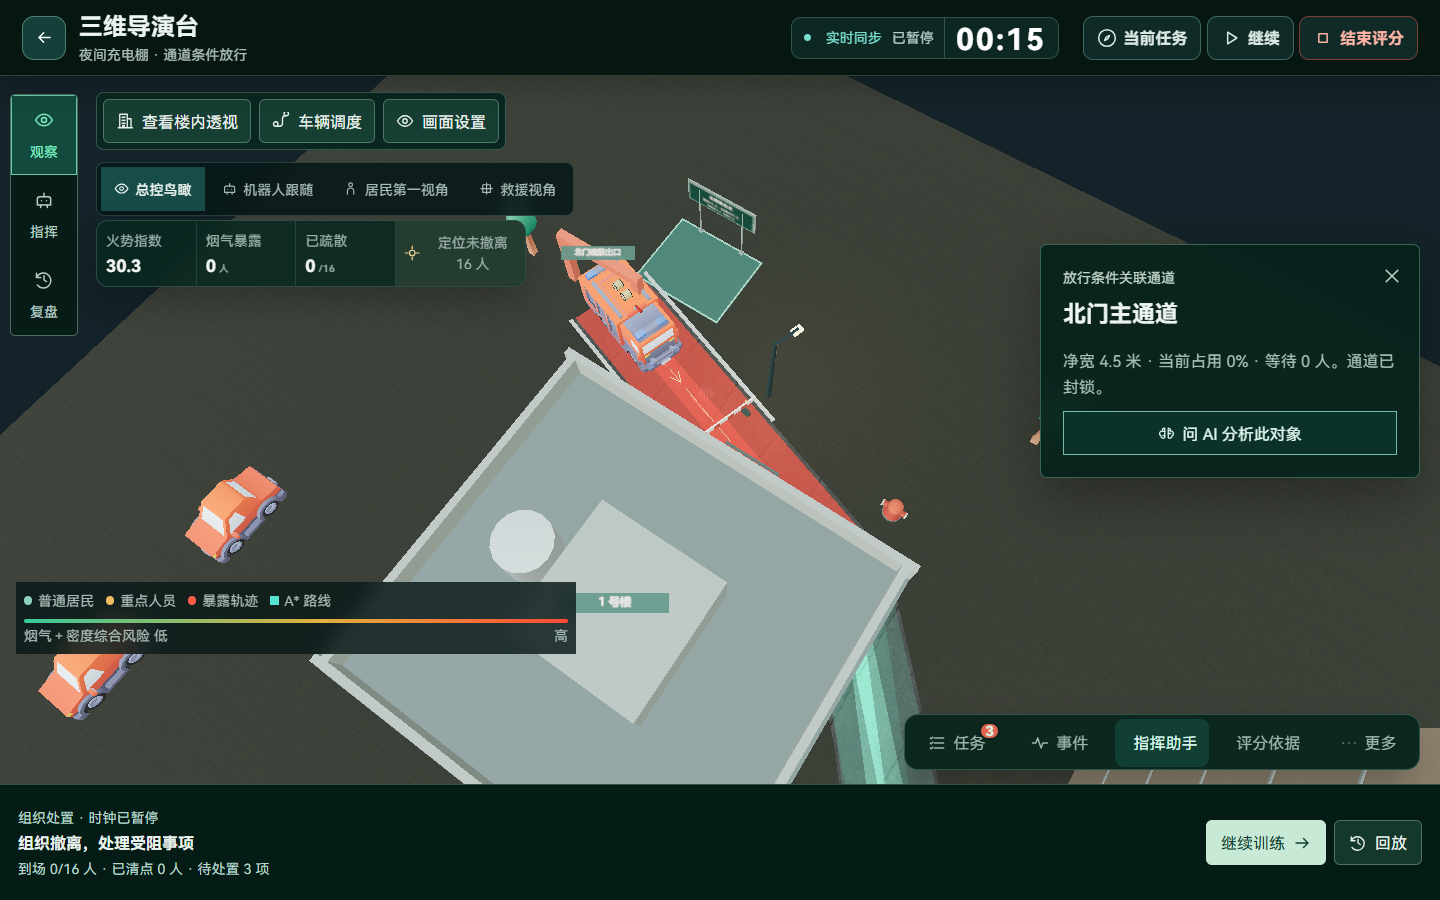 三维导演台
夜间充电棚 · 通道条件放行
实时同步 已暂停 00:15
当前任务
继续
结束评分
观察
指挥
复盘
查看楼内透视
车辆调度
画面设置
总控鸟瞰
机器人跟随
居民第一视角
救援视角
火势指数
30.3
烟气暴露
0 人
已疏散
0 /16
定位未撤离
16 人
放行条件关联通道
北门主通道
净宽 4.5 米 · 当前占用 0% · 等待 0 人。通道已
封锁。
问 AI 分析此对象
1 号楼
普通居民 重点人员 暴露轨迹 A* 路线
烟气 + 密度综合风险 低 高
任务 3
事件
指挥助手
评分依据
··· 更多
组织处置 · 时钟已暂停
组织撤离，处理受阻事项
到场 0/16 人 · 已清点 0 人 · 待处置 3 项
继续训练 →
回放